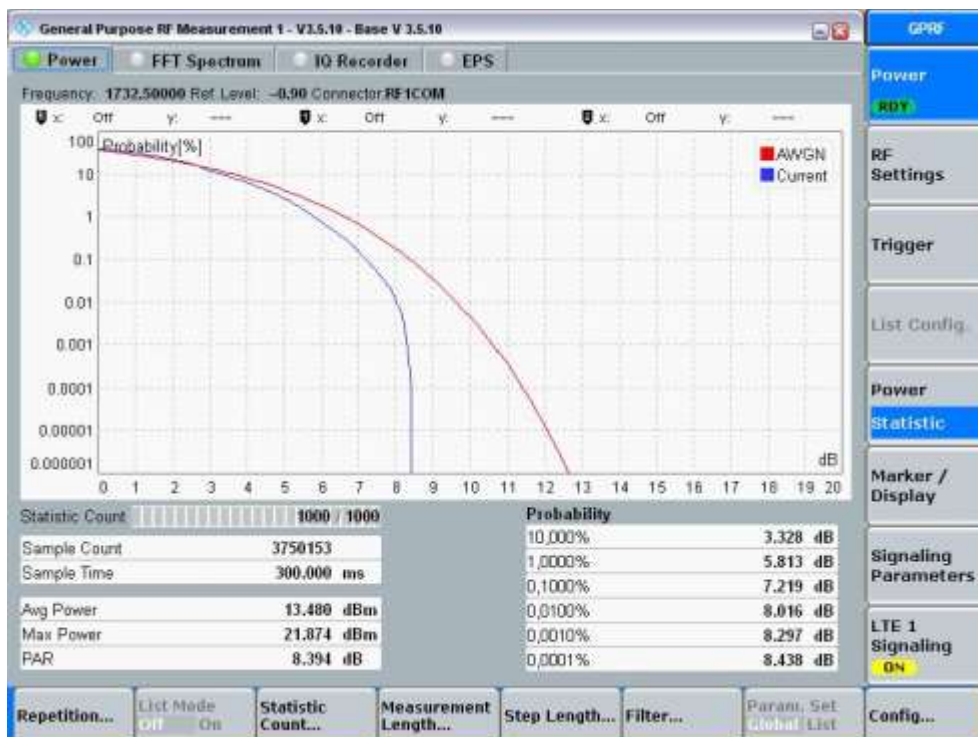 General Purpose RF Measurement 1 - V3.5.10 - Base V 3.5.10
GPRF
Power FFT Spectrum IQ Recorder EPS
Power
RDY
Frequency: 1732.50000 Ref. Level: -0.90 Connector:RF1COM
x: Off y: --- x: Off y: --- x: Off y: ---
Probability[%]
AWGN
Current
100
10
1
0.1
0.01
0.001
0.0001
0.00001
0.000001
dB
0 1 2 3 4 5 6 7 8 9 10 11 12 13 14 15 16 17 18 19 20
RF Settings
Trigger
List Config.
Power
Statistic
Marker / Display
Signaling Parameters
LTE 1 Signaling
ON
Statistic Count 1000 / 1000
Sample Count 3750153
Sample Time 300.000 ms
Avg Power 13.480 dBm
Max Power 21.874 dBm
PAR 8.394 dB
Probability
10,000% 3.328 dB
1,0000% 5.813 dB
0,1000% 7.219 dB
0,0100% 8.016 dB
0,0010% 8.297 dB
0,0001% 8.438 dB
Repetition...
List Mode
Off On
Statistic Count...
Measurement Length...
Step Length...
Filter...
Param. Set
Global List
Config...